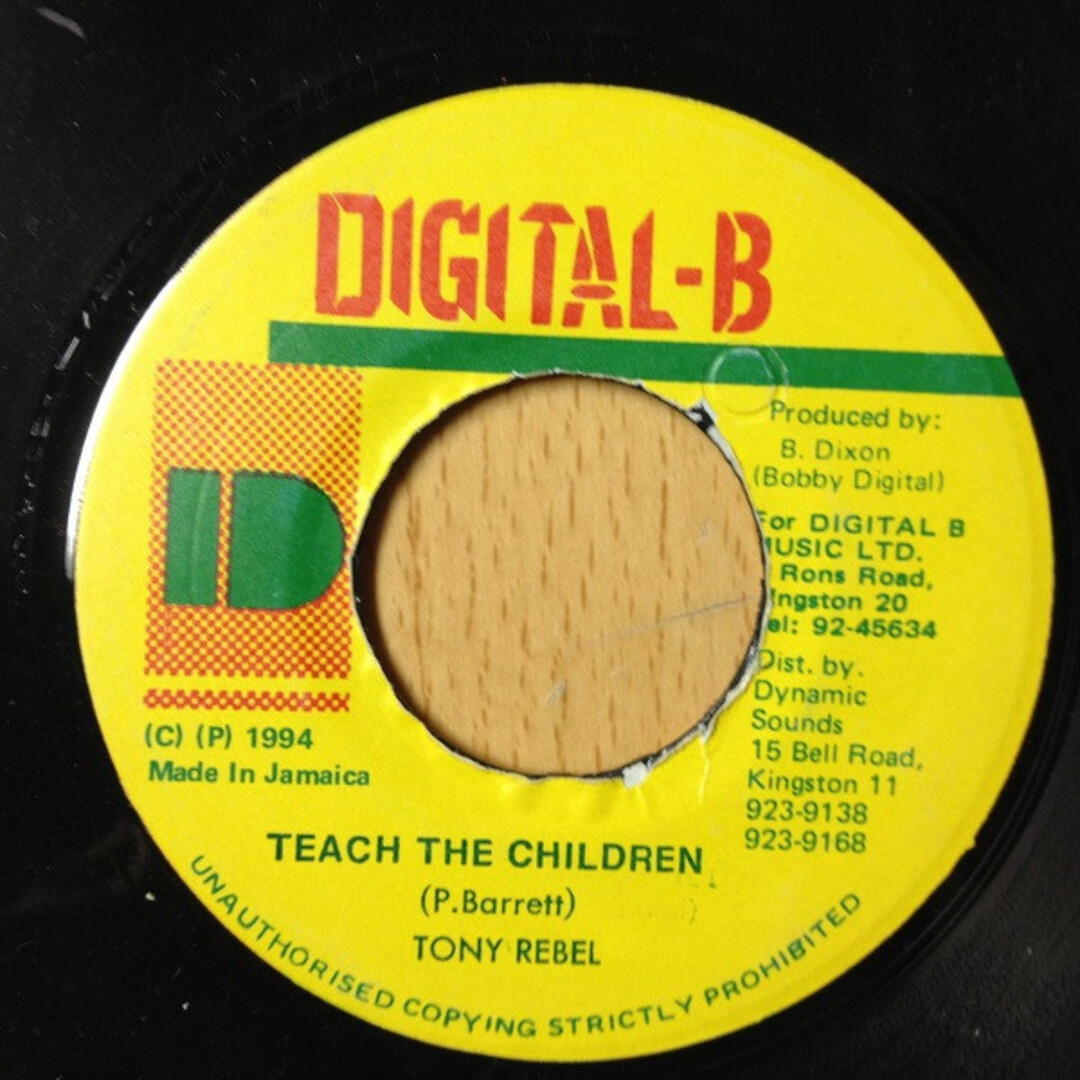 DIGITAL-B
Produced by:
B. Dixon
(Bobby Digital)
For DIGITAL B
MUSIC LTD.
Rons Road,
ngston 20
el: 92-45634
Dist. by.
Dynamic
Sounds
15 Bell Road,
Kingston 11
923-9138
923-9168
D
(C) (P) 1994
Made In Jamaica
TEACH THE CHILDREN
(P.Barrett)
TONY REBEL
UNAUTHORISED COPYING STRICTLY PROHIBITED